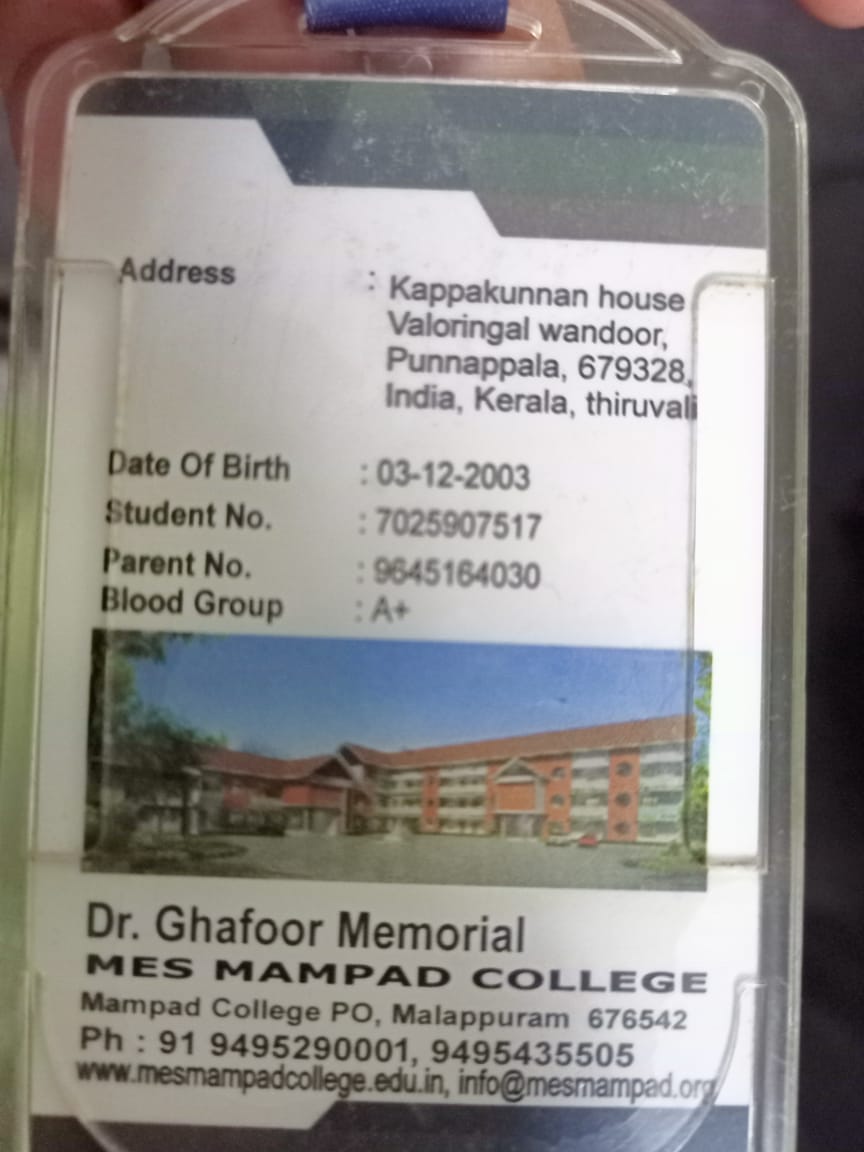 Address : Kappakunnan house
Valoringal wandoor,
Punnappala, 679328,
India, Kerala, thiruvali
Date Of Birth : 03-12-2003
Student No. : 7025907517
Parent No. : 9645164030
Blood Group : A+
Dr. Ghafoor Memorial
MES MAMPAD COLLEGE
Mampad College PO, Malappuram 676542
Ph : 91 9495290001, 9495435505
www.mesmampadcollege.edu.in, info@mesmampad.org